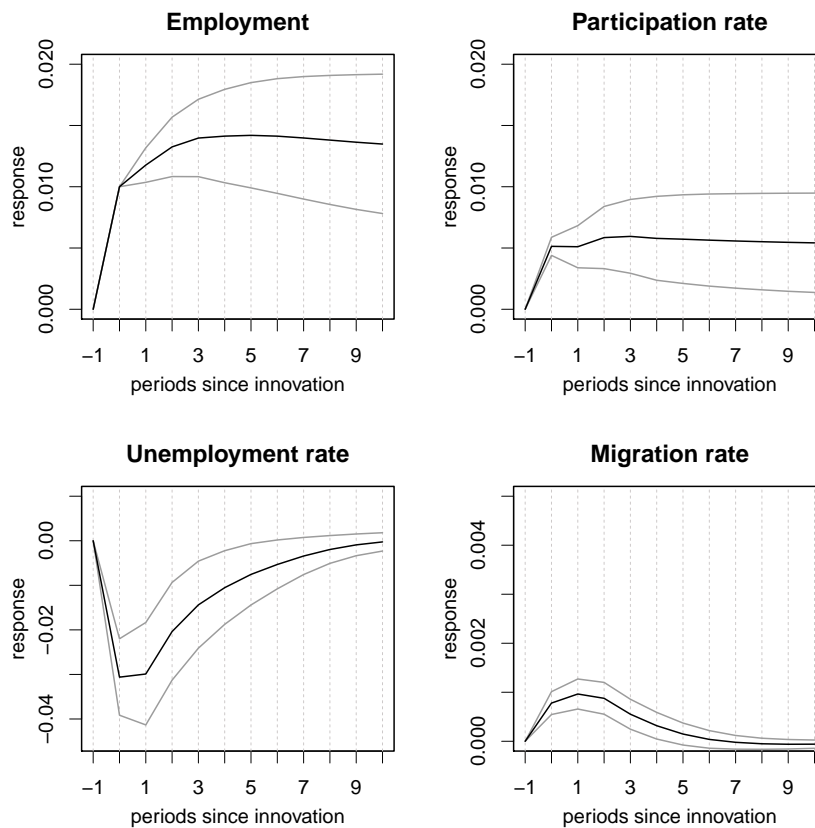 Employment
response
0.020
0.010
0.000
−1 1 3 5 7 9
periods since innovation
Participation rate
response
0.020
0.010
0.000
−1 1 3 5 7 9
periods since innovation
Unemployment rate
response
0.00
−0.02
−0.04
−1 1 3 5 7 9
periods since innovation
Migration rate
response
0.004
0.002
0.000
−1 1 3 5 7 9
periods since innovation